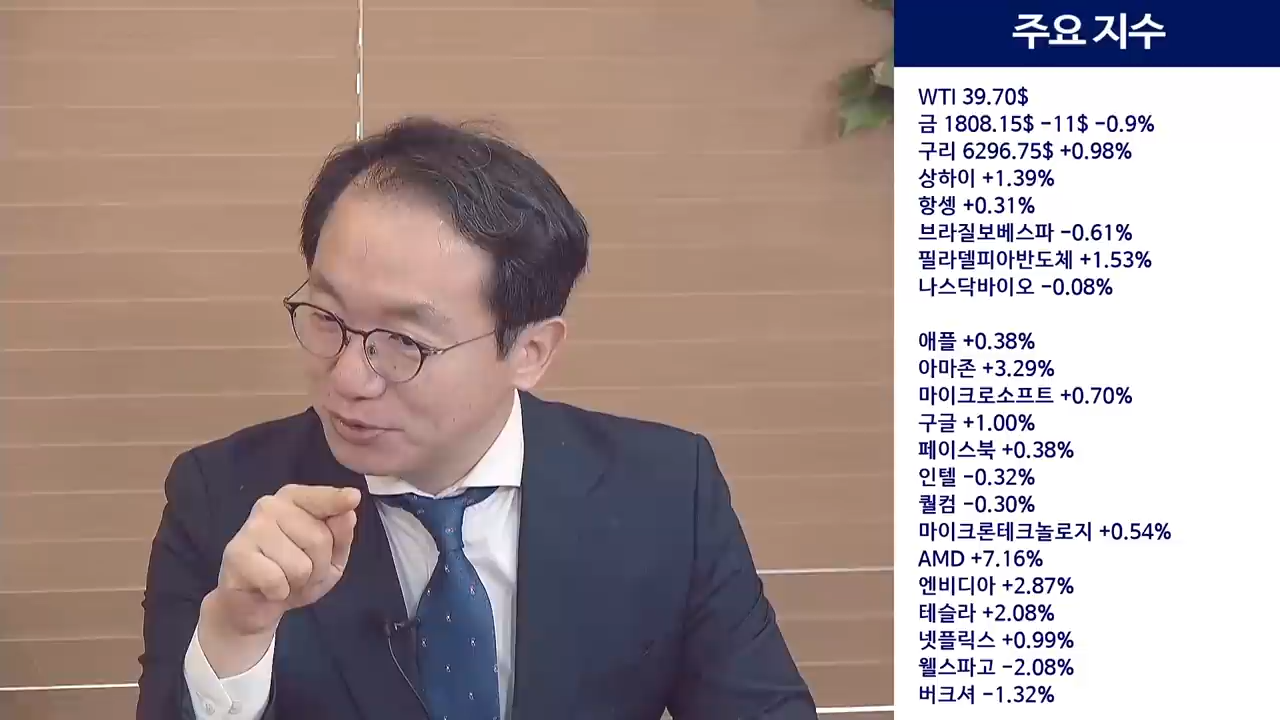 주요 지수
WTI 39.70$
금 1808.15$ -11$ -0.9%
구리 6296.75$ +0.98%
상하이 +1.39%
항셍 +0.31%
브라질보베스파 -0.61%
필라델피아반도체 +1.53%
나스닥바이오 -0.08%
애플 +0.38%
아마존 +3.29%
마이크로소프트 +0.70%
구글 +1.00%
페이스북 +0.38%
인텔 -0.32%
퀄컴 -0.30%
마이크론테크놀로지 +0.54%
AMD +7.16%
엔비디아 +2.87%
테슬라 +2.08%
넷플릭스 +0.99%
웰스파고 -2.08%
버크셔 -1.32%